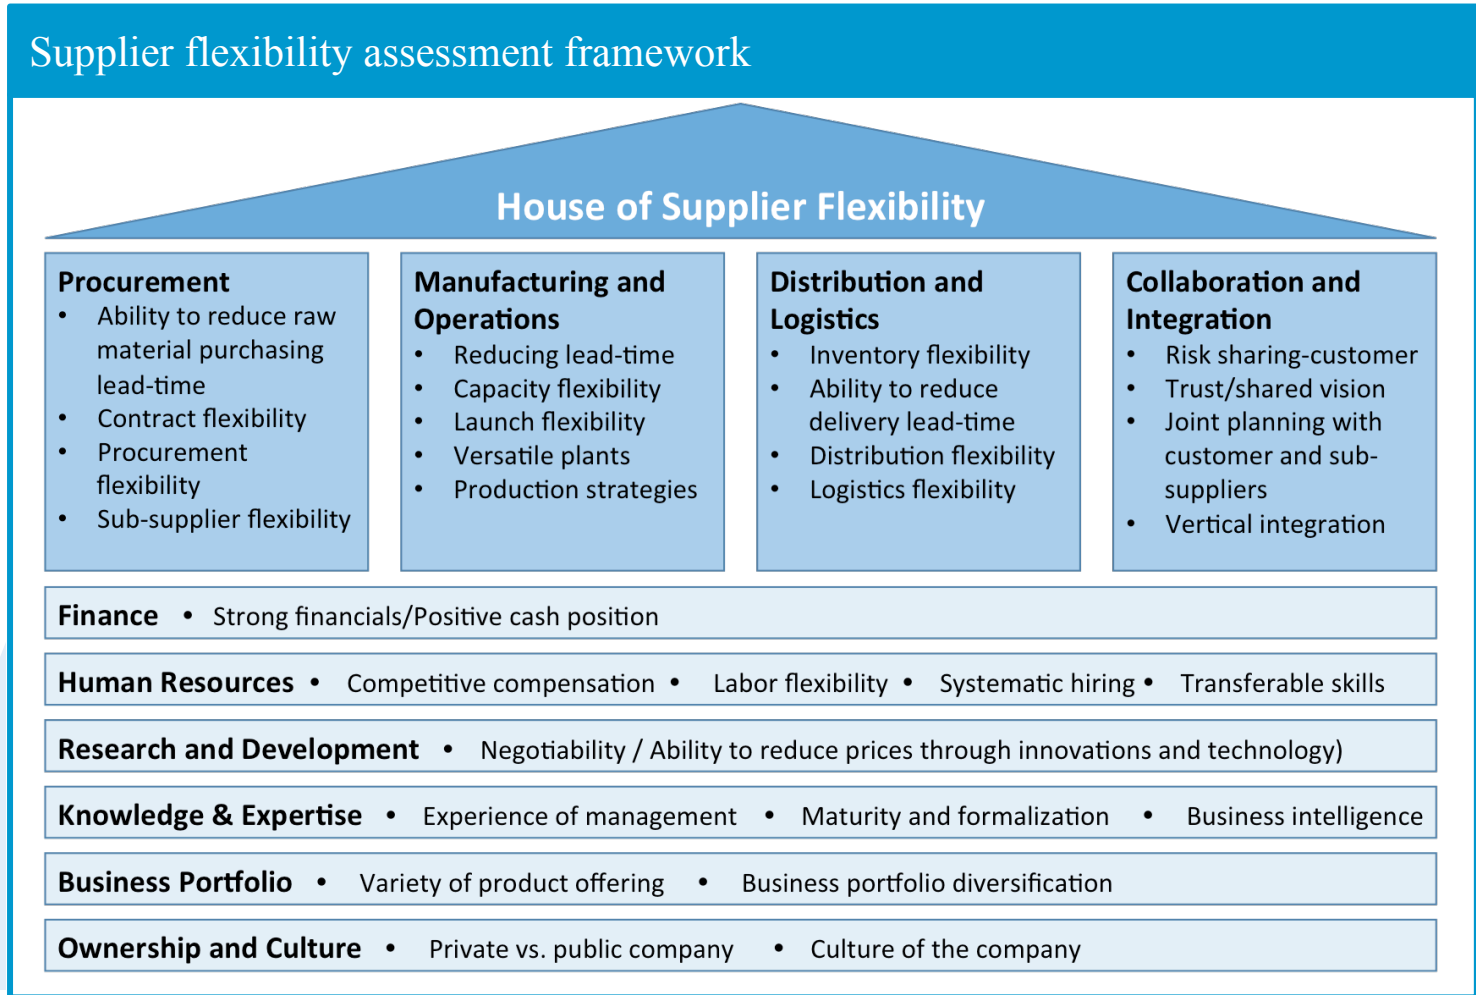 Supplier flexibility assessment framework
House of Supplier Flexibility
Procurement
• Ability to reduce raw
material purchasing
lead-time
• Contract flexibility
• Procurement
flexibility
• Sub-supplier flexibility
Manufacturing and
Operations
• Reducing lead-time
• Capacity flexibility
• Launch flexibility
• Versatile plants
• Production strategies
Distribution and
Logistics
• Inventory flexibility
• Ability to reduce
delivery lead-time
• Distribution flexibility
• Logistics flexibility
Collaboration and
Integration
• Risk sharing-customer
• Trust/shared vision
• Joint planning with
customer and sub-
suppliers
• Vertical integration
Finance • Strong financials/Positive cash position
Human Resources • Competitive compensation • Labor flexibility • Systematic hiring • Transferable skills
Research and Development • Negotiability / Ability to reduce prices through innovations and technology)
Knowledge & Expertise • Experience of management • Maturity and formalization • Business intelligence
Business Portfolio • Variety of product offering • Business portfolio diversification
Ownership and Culture • Private vs. public company • Culture of the company